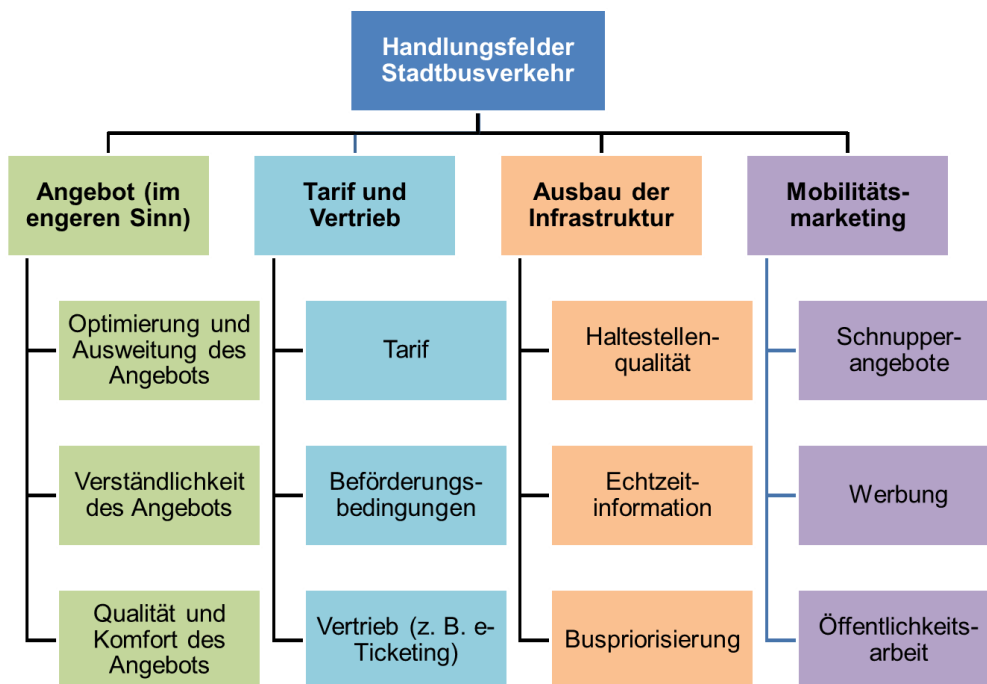 Handlungsfelder
Stadtbusverkehr
Angebot (im
engeren Sinn)
Tarif und
Vertrieb
Ausbau der
Infrastruktur
Mobilitäts-
marketing
Optimierung und
Ausweitung des
Angebots
Tarif
Haltestellen-
qualität
Schnupper-
angebote
Verständlichkeit
des Angebots
Beförderungs-
bedingungen
Echtzeit-
information
Werbung
Qualität und
Komfort des
Angebots
Vertrieb (z. B. e-
Ticketing)
Buspriorisierung
Öffentlichkeits-
arbeit